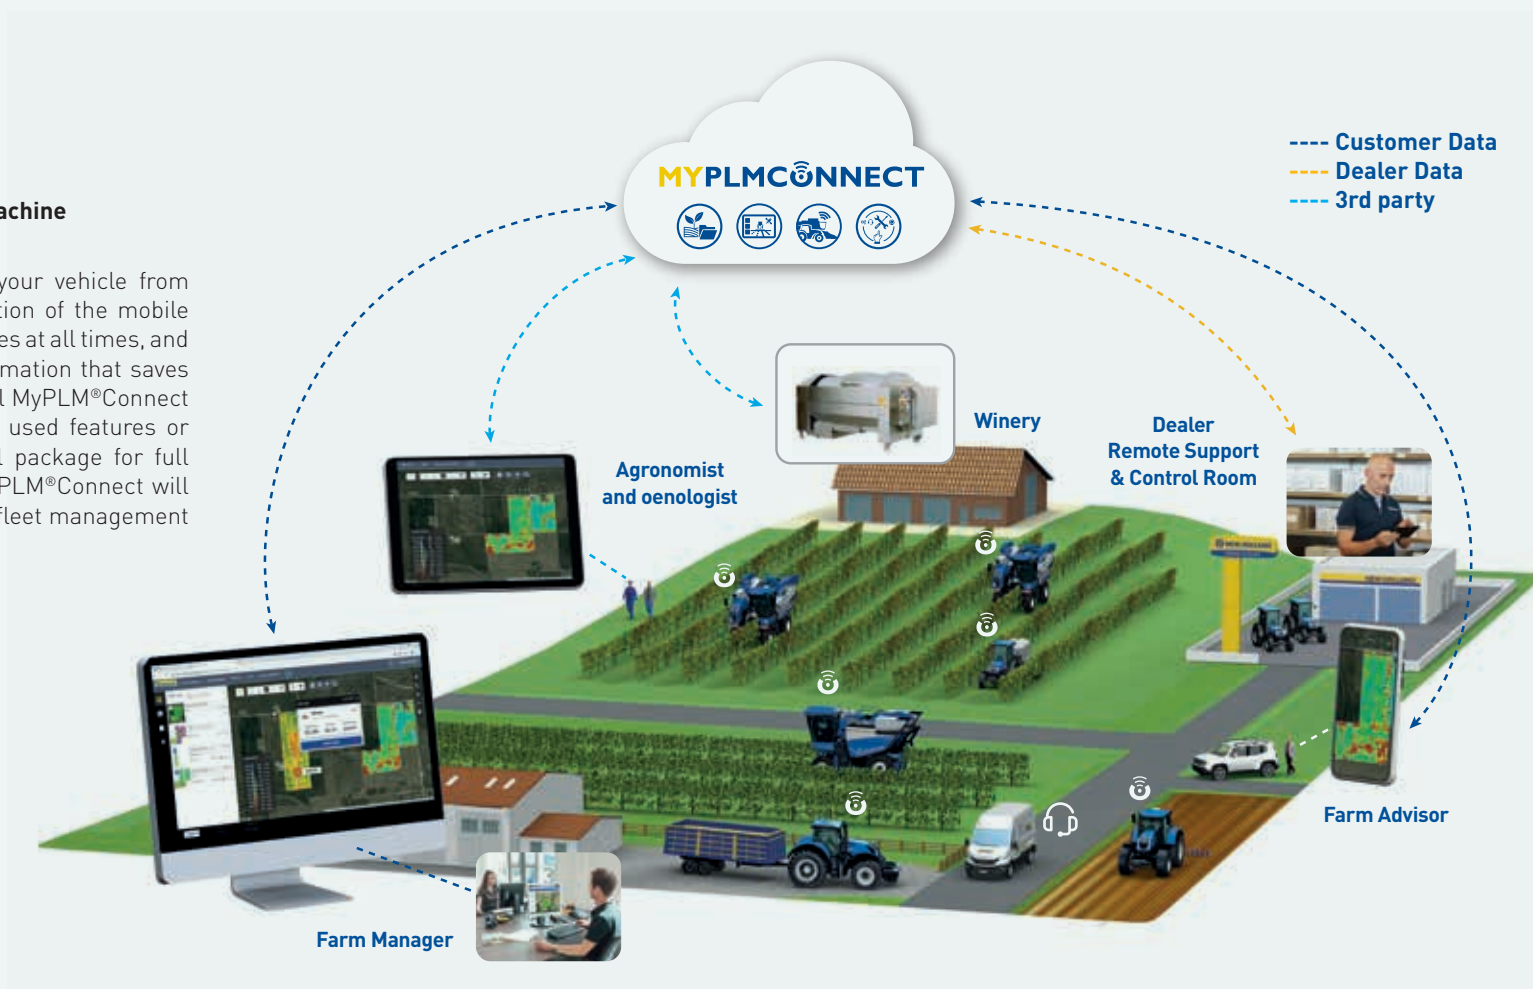 achine
your vehicle from
tion of the mobile
es at all times, and
mation that saves
l MyPLM®Connect
used features or
l package for full
PLM®Connect will
fleet management
MYPLMCONNECT
---- Customer Data
---- Dealer Data
---- 3rd party
Winery
Dealer
Remote Support
& Control Room
Agronomist
and oenologist
NEW HOLLAND
Farm Advisor
Farm Manager